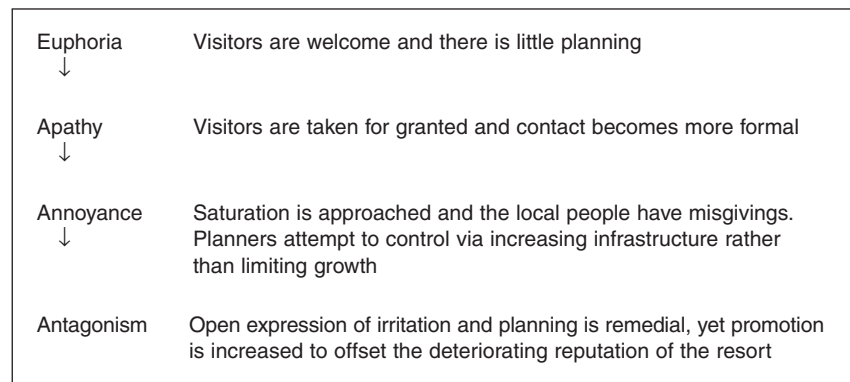 Euphoria Visitors are welcome and there is little planning
↓
Apathy Visitors are taken for granted and contact becomes more formal
↓
Annoyance Saturation is approached and the local people have misgivings.
↓ Planners attempt to control via increasing infrastructure rather
than limiting growth
Antagonism Open expression of irritation and planning is remedial, yet promotion
is increased to offset the deteriorating reputation of the resort